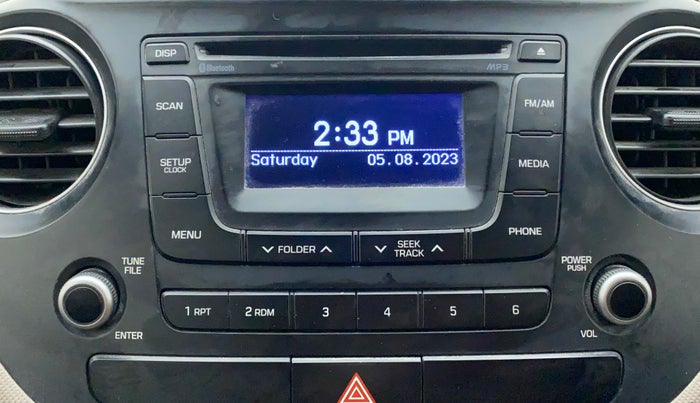 DISP
Bluetooth
MP3
SCAN
FM/AM
2:33 PM
Saturday 05.08.2023
SETUP
CLOCK
MEDIA
MENU
FOLDER
SEEK
TRACK
PHONE
TUNE
FILE
POWER
PUSH
1 RPT 2 RDM 3 4 5 6
ENTER
VOL